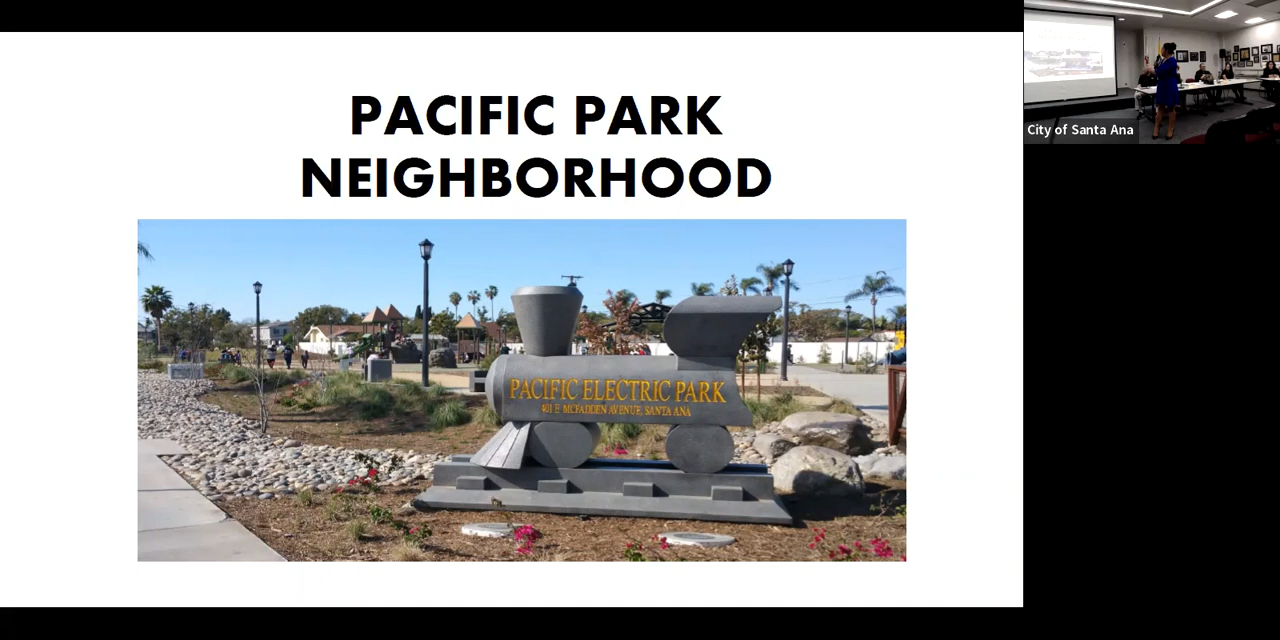 PACIFIC PARK
NEIGHBORHOOD
PACIFIC ELECTRIC PARK
401 E. MCFADDEN AVENUE, SANTA ANA
City of Santa Ana